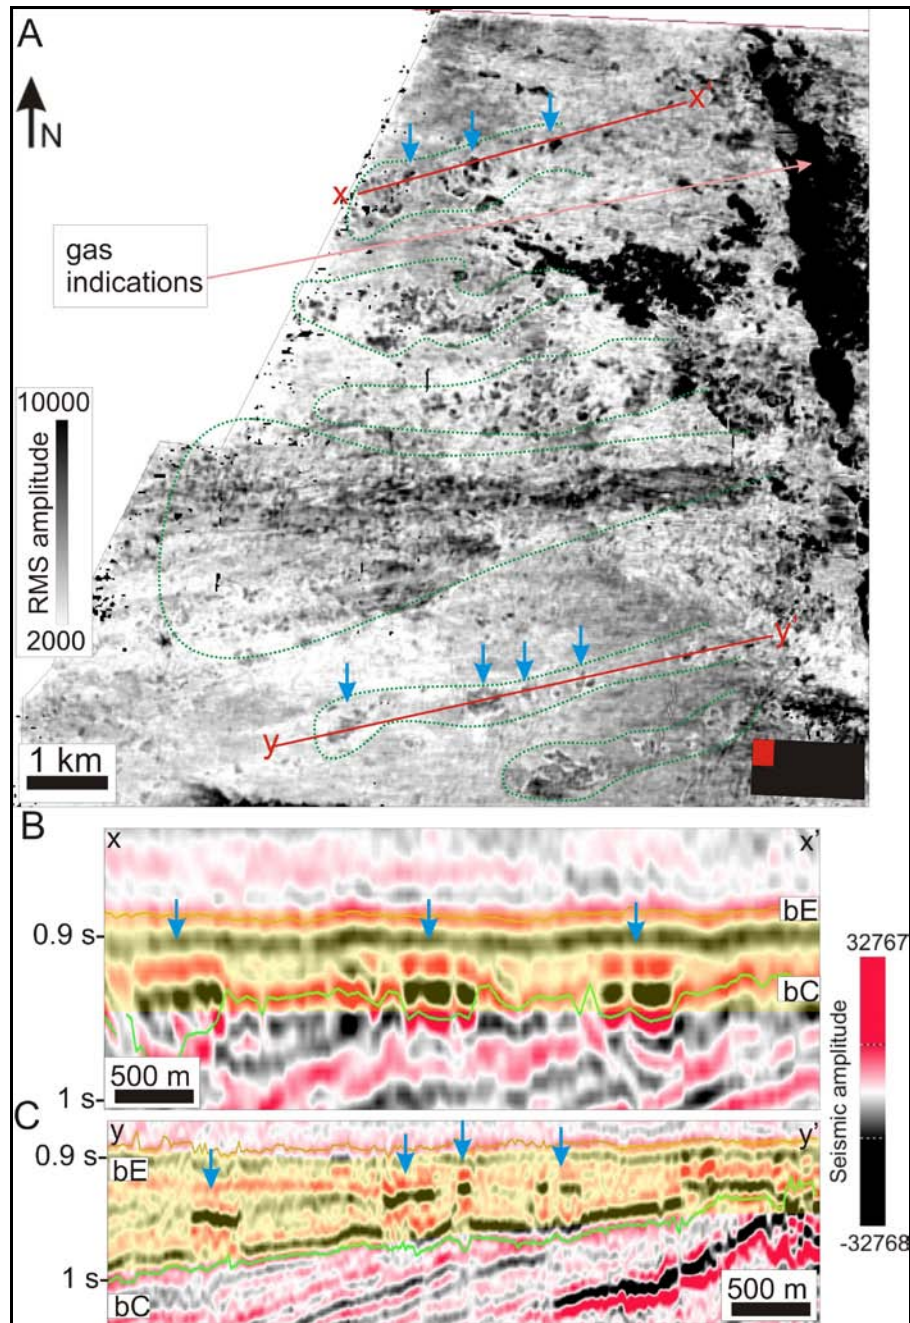 A
N
x
x'
gas
indications
10000
RMS amplitude
2000
y
y'
1 km
B
x
x'
0.9 s
bE
bC
500 m
1 s
32767
Seismic amplitude
-32768
C
y
y'
0.9 s
bE
1 s
bC
500 m